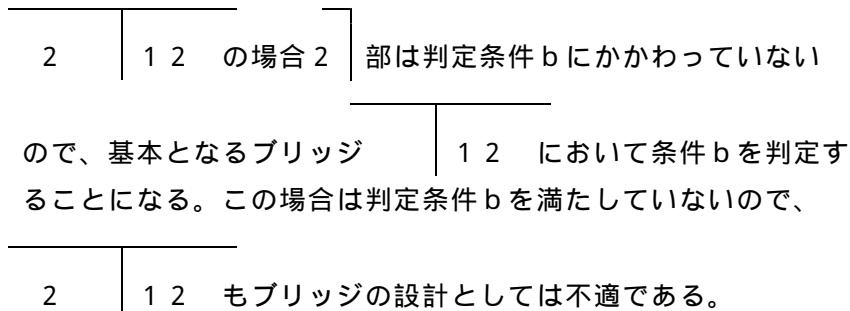 ２ １２ の場合２ 部は判定条件ｂにかかわっていない
ので、基本となるブリッジ １２ において条件ｂを判定す
ることになる。この場合は判定条件ｂを満たしていないので、
２ １２ もブリッジの設計としては不適である。